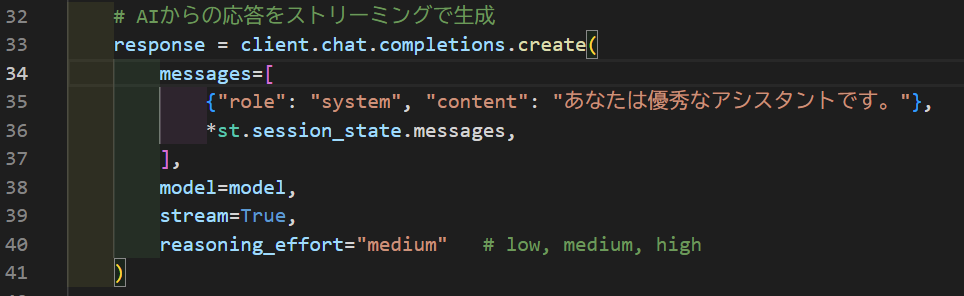 32 # AIからの応答をストリーミングで生成
33 response = client.chat.completions.create(
34 messages=[
35 {"role": "system", "content": "あなたは優秀なアシスタントです。"},
36 *st.session_state.messages,
37 ],
38 model=model,
39 stream=True,
40 reasoning_effort="medium" # low, medium, high
41 )